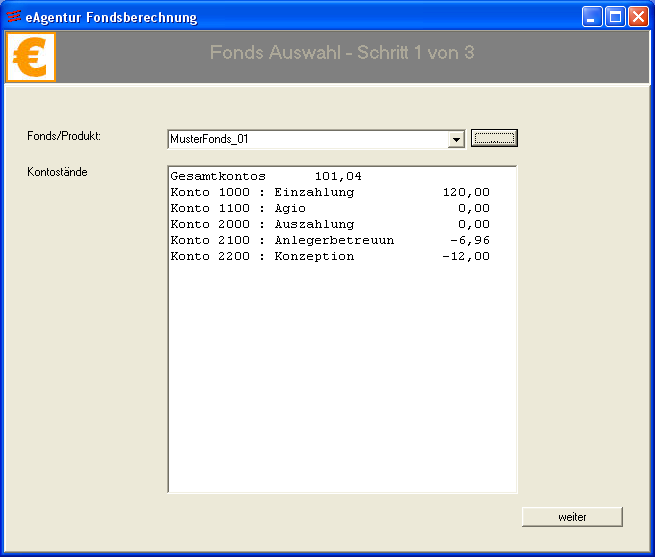 eAgentur Fondsberechnung
Fonds Auswahl - Schritt 1 von 3
Fonds/Produkt: MusterFonds_01 ...
Kontostände
Gesamtkontos 101,04
Konto 1000 : Einzahlung 120,00
Konto 1100 : Agio 0,00
Konto 2000 : Auszahlung 0,00
Konto 2100 : Anlegerbetreuun -6,96
Konto 2200 : Konzeption -12,00
weiter